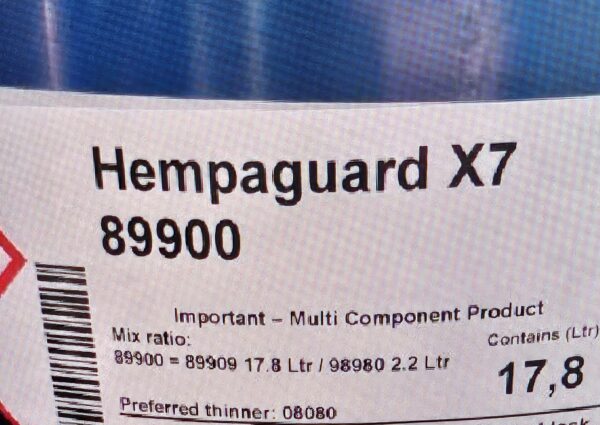 Hempaguard X7
89900
Important – Multi Component Product
Mix ratio:
Contains (Ltr)
89900 = 89909 17.8 Ltr / 98980 2.2 Ltr
17,8
Preferred thinner: 08080